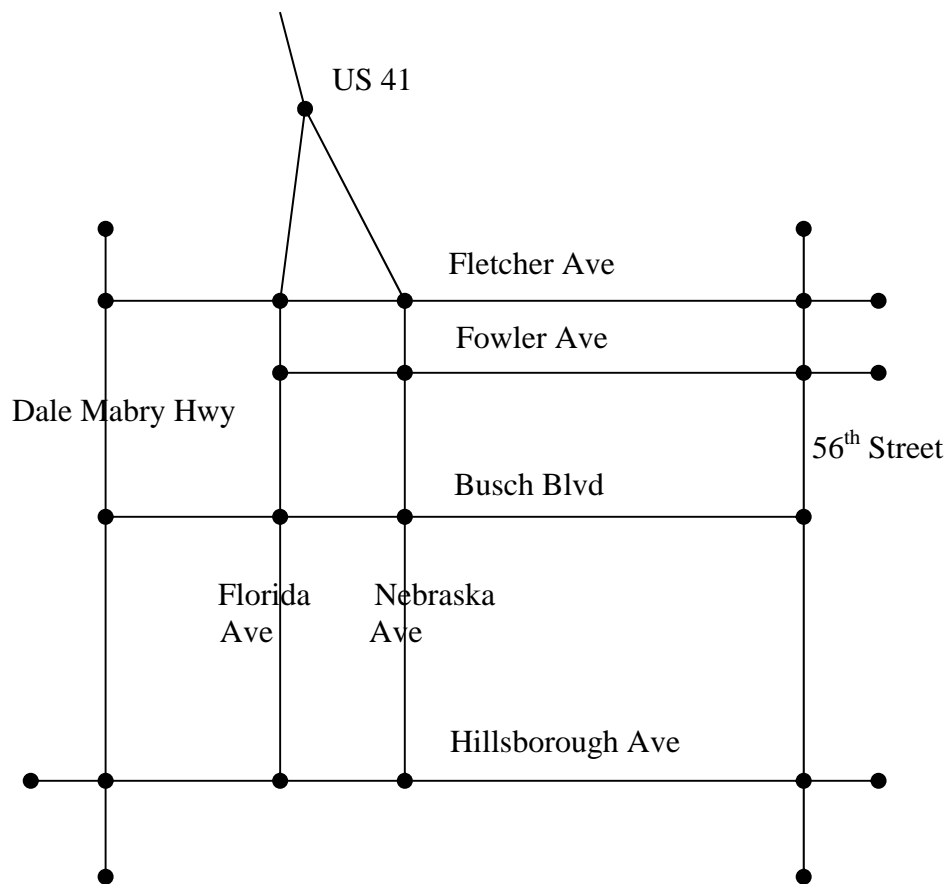 US 41
Fletcher Ave
Fowler Ave
Dale Mabry Hwy
56th Street
Busch Blvd
Florida
Ave
Nebraska
Ave
Hillsborough Ave